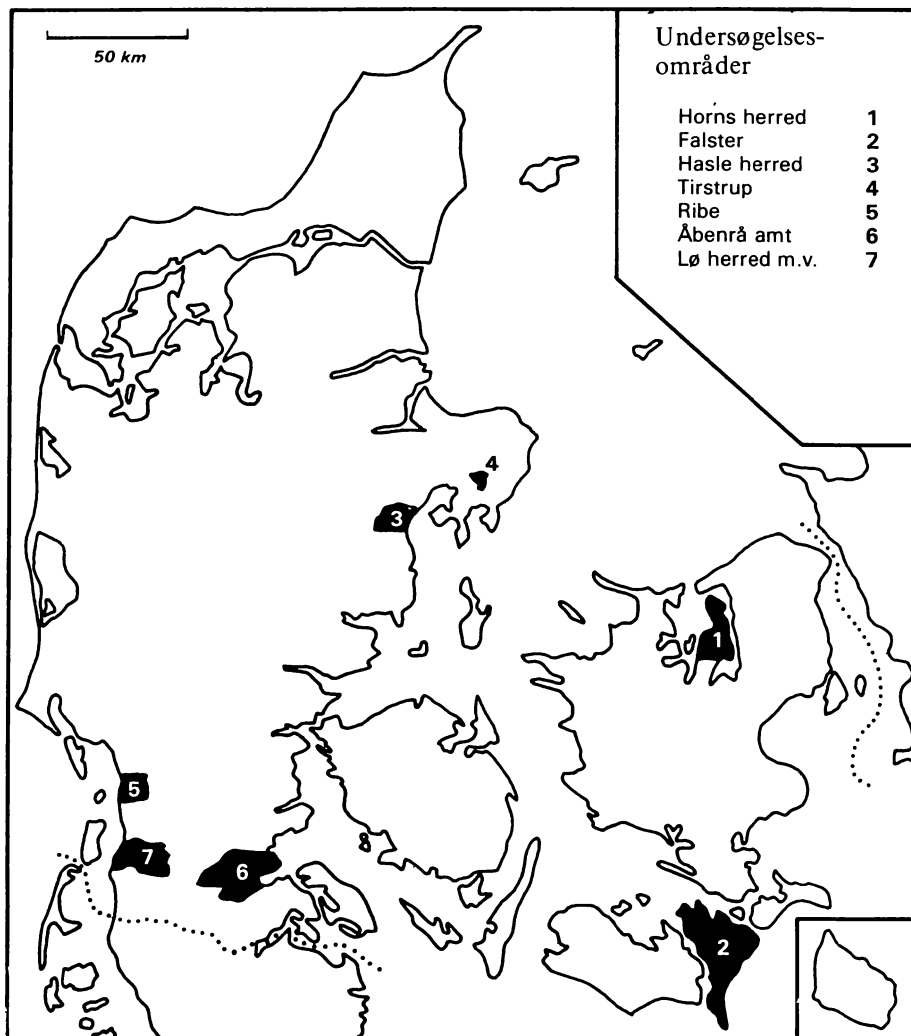 50 km
Undersøgelses-
områder
Horns herred 1
Falster 2
Hasle herred 3
Tirstrup 4
Ribe 5
Åbenrå amt 6
Lø herred m.v. 7
4
3
1
5
7
6
2